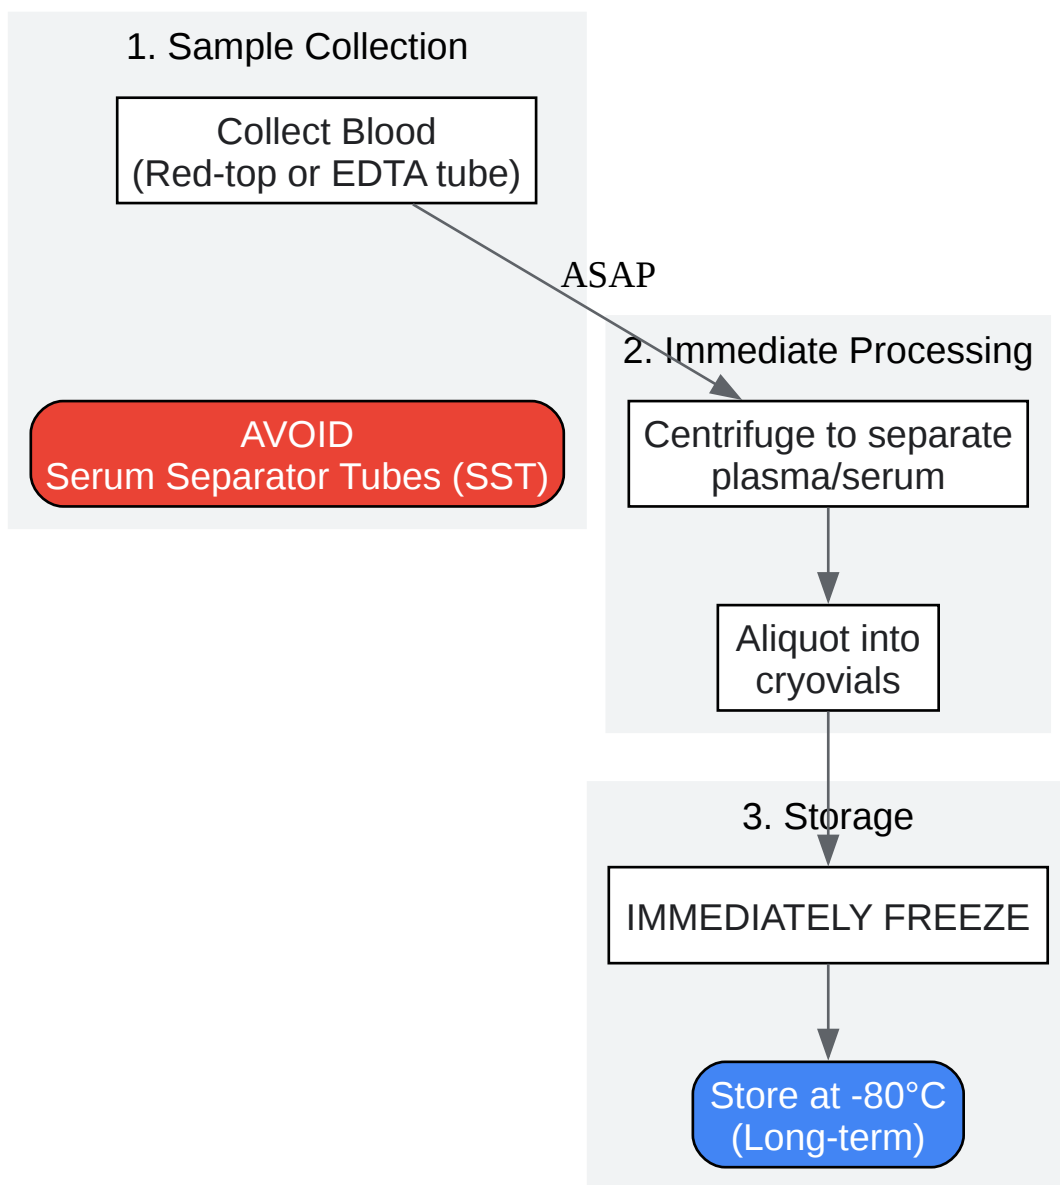 1. Sample Collection
Collect Blood
(Red-top or EDTA tube)
ASAP
AVOID
Serum Separator Tubes (SST)
2. Immediate Processing
Centrifuge to separate
plasma/serum
Aliquot into
cryovials
3. Storage
IMMEDIATELY FREEZE
Store at -80°C
(Long-term)